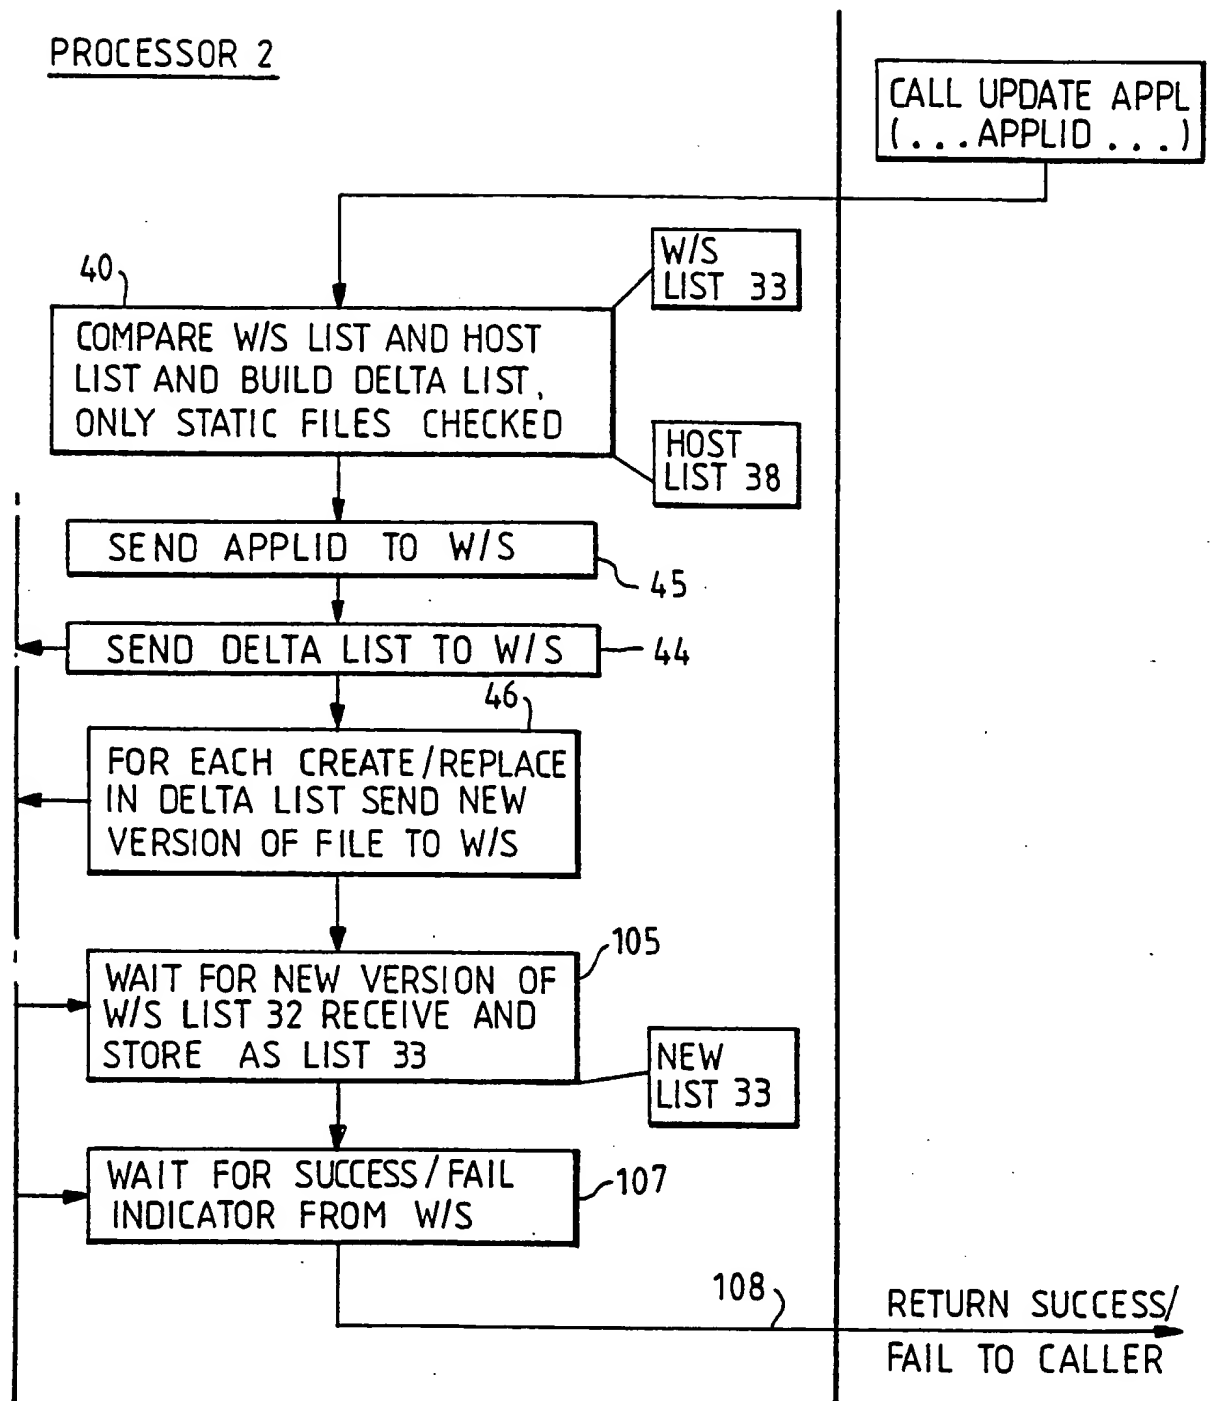 PROCESSOR 2
CALL UPDATE APPL
(...APPLID ...)
W/S
LIST 33
40
COMPARE W/S LIST AND HOST
LIST AND BUILD DELTA LIST,
ONLY STATIC FILES CHECKED
HOST
LIST 38
SEND APPLID TO W/S
45
SEND DELTA LIST TO W/S
44
46
FOR EACH CREATE/REPLACE
IN DELTA LIST SEND NEW
VERSION OF FILE TO W/S
105
WAIT FOR NEW VERSION OF
W/S LIST 32 RECEIVE AND
STORE AS LIST 33
NEW
LIST 33
WAIT FOR SUCCESS/FAIL
INDICATOR FROM W/S
107
108
RETURN SUCCESS/
FAIL TO CALLER